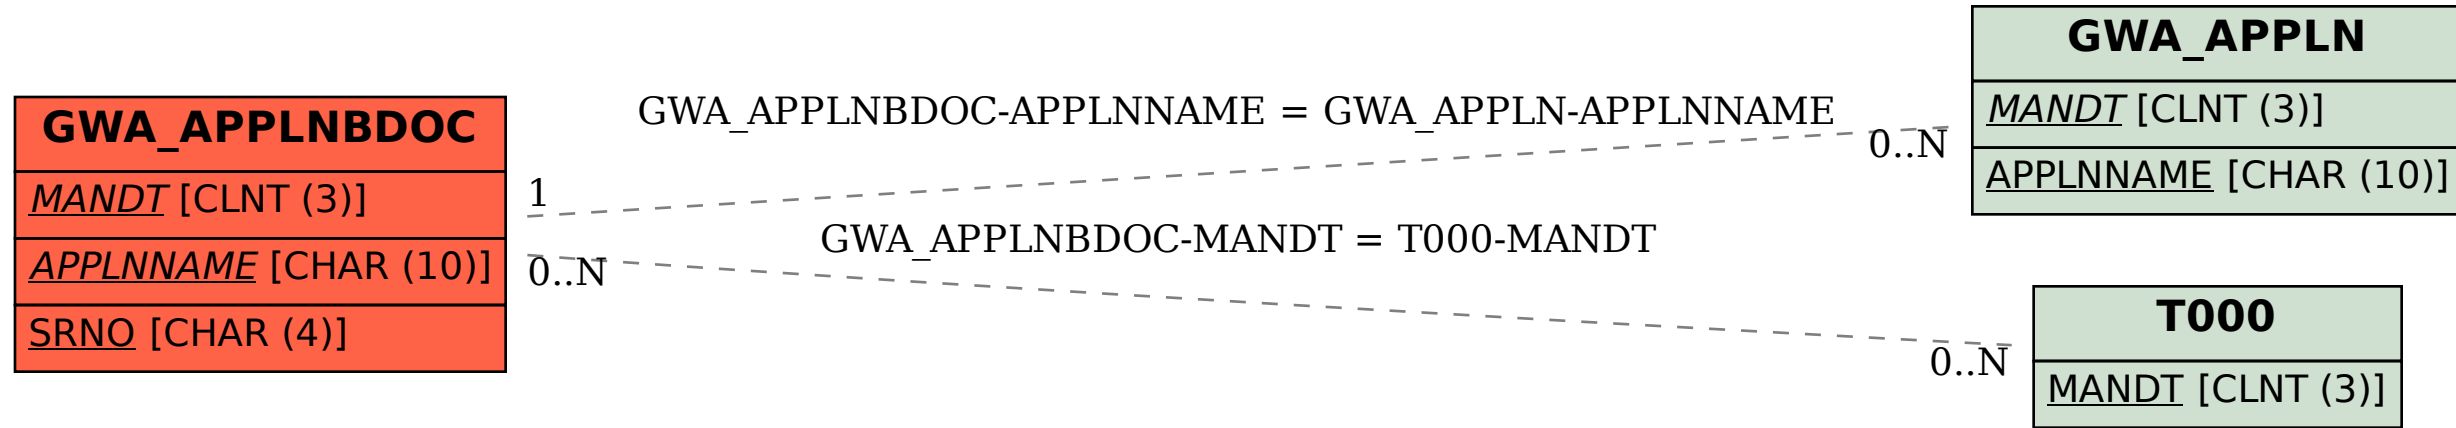 GWA_APPLNBDOC
MANDT [CLNT (3)]
APPLNNAME [CHAR (10)]
SRNO [CHAR (4)]
GWA_APPLNBDOC-APPLNNAME = GWA_APPLN-APPLNNAME
1
0..N
GWA_APPLNBDOC-MANDT = T000-MANDT
0..N
0..N
GWA_APPLN
MANDT [CLNT (3)]
APPLNNAME [CHAR (10)]
T000
MANDT [CLNT (3)]